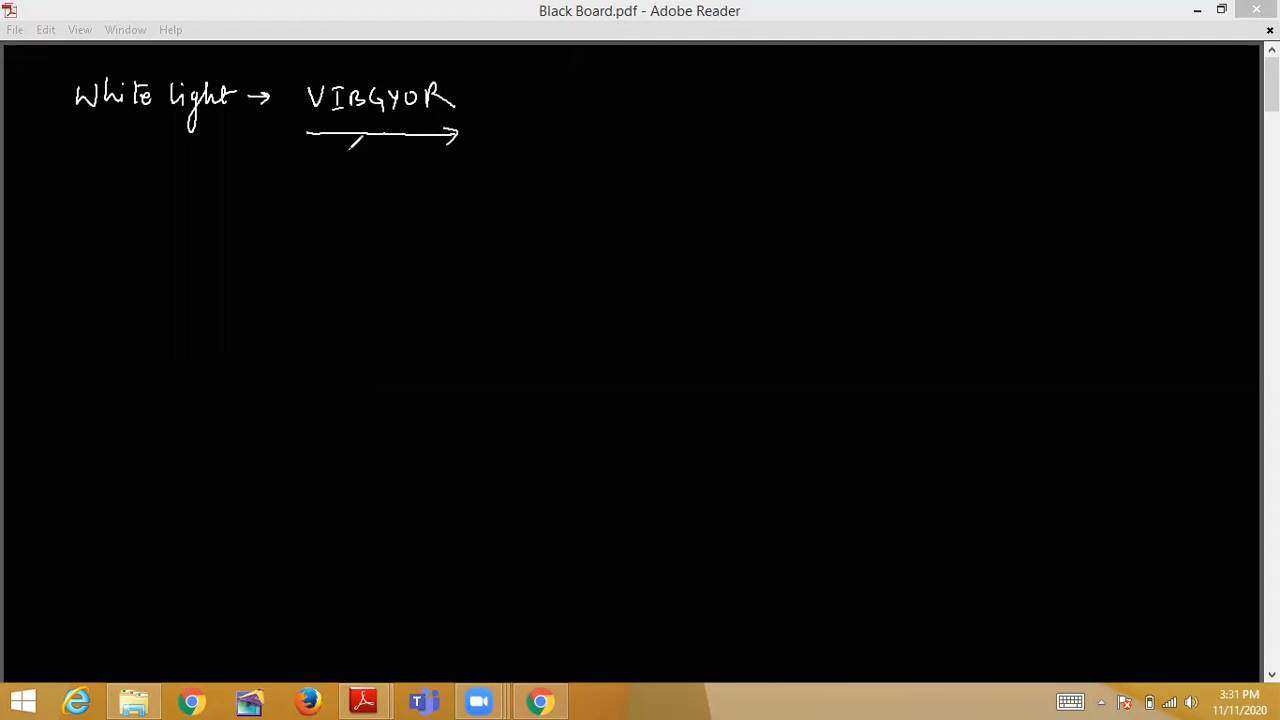 Black Board.pdf - Adobe Reader
File Edit View Window Help
White light → VIBGYOR
3:31 PM
11/11/2020